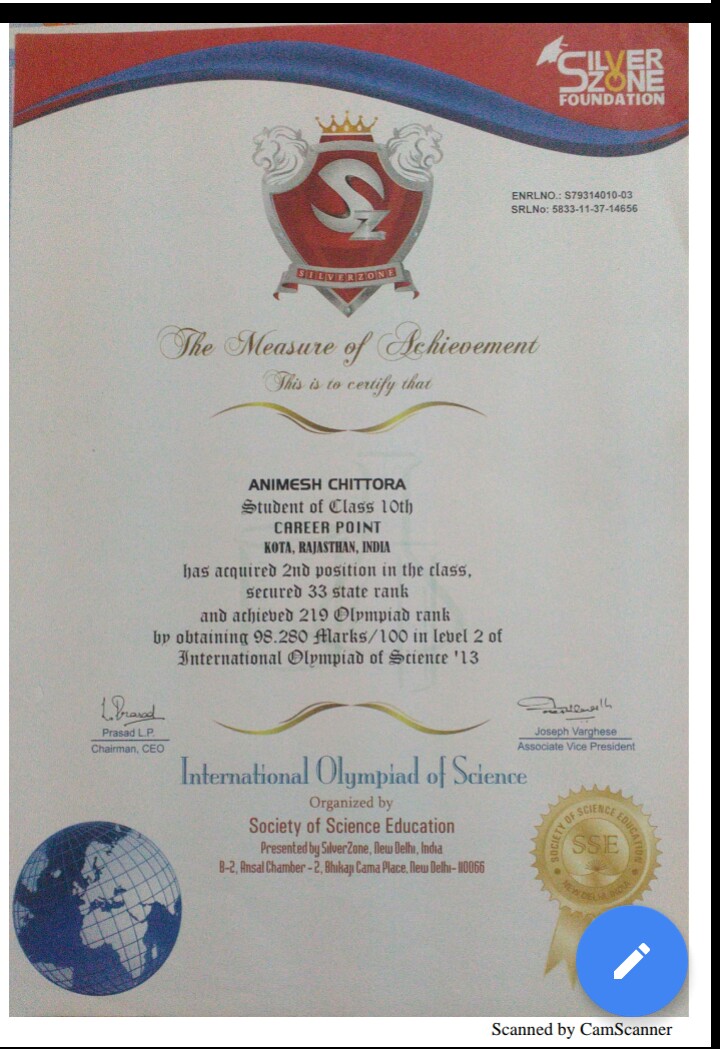 SILVER
ZONE
FOUNDATION
ENRLNO.: S79314010-03
SRLNo: 5833-11-37-14656
SZ
SILVERZONE
The Measure of Achievement
This is to certify that
ANIMESH CHITTORA
Student of Class 10th
CAREER POINT
KOTA, RAJASTHAN, INDIA
has acquired 2nd position in the class,
secured 33 state rank
and achieved 219 Olympiad rank
by obtaining 98.280 Marks/100 in level 2 of
International Olympiad of Science '13
L. Prasad
Prasad L.P.
Chairman, CEO
Joseph Varghese
Associate Vice President
International Olympiad of Science
Organized by
Society of Science Education
Presented by SilverZone, New Delhi, India
B-2, Ansal Chamber - 2, Bhikaji Cama Place, New Delhi- 110066
SOCIETY OF SCIENCE EDUCATION
SSE
NEW DELHI, INDIA
Scanned by CamScanner